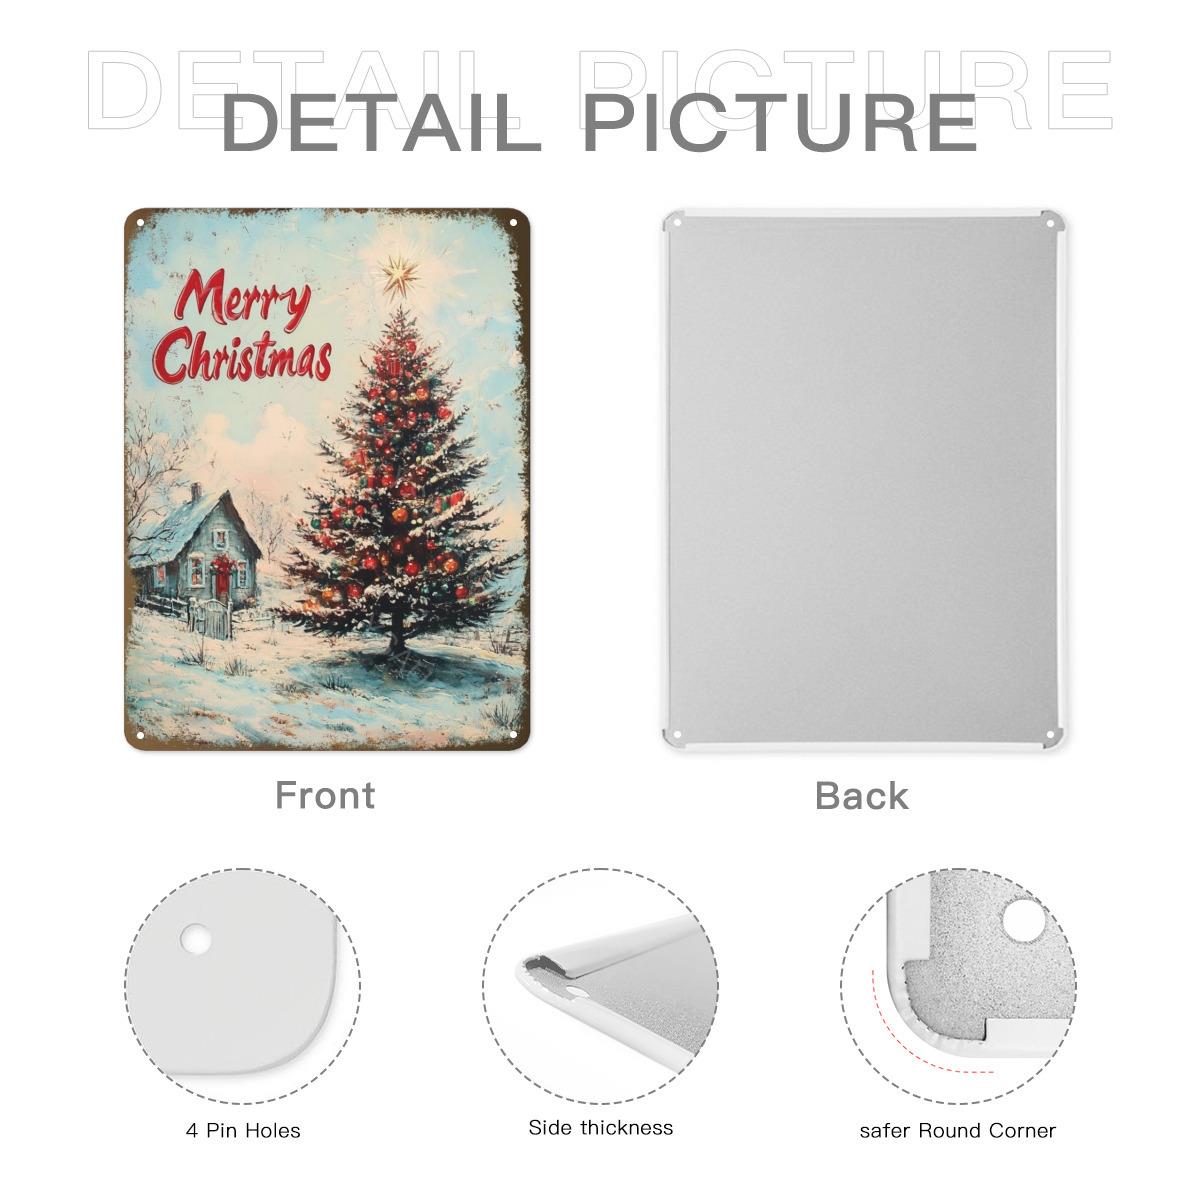 DETAIL PICTURE
DETAIL PICTURE
Merry
Christmas
Front
Back
4 Pin Holes
Side thickness
safer Round Corner